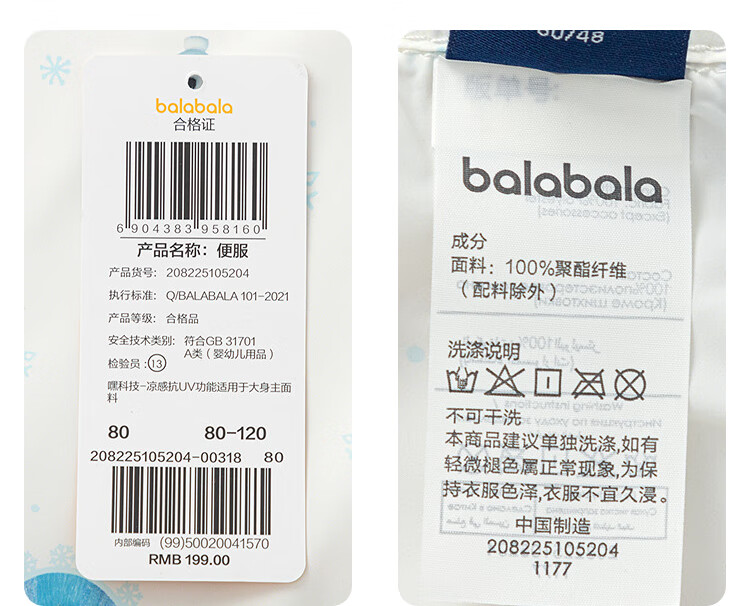 balabala
合格证
6 904383 958160
产品名称：便服
产品货号： 208225105204
执行标准： Q/BALABALA 101-2021
产品等级： 合格品
安全技术类别： 符合GB 31701
A类（婴幼儿用品）
检验员：⑬
嘿科技-凉感抗UV功能适用于大身主面
料
80 80-120
208225105204-00318 80
内部编码 (99)50020041570
RMB 199.00
60/48
balabala
成分
面料：100%聚酯纤维
（配料除外）
洗涤说明
不可干洗
本商品建议单独洗涤,如有
轻微褪色属正常现象,为保
持衣服色泽,衣服不宜久浸。
中国制造
208225105204
1177